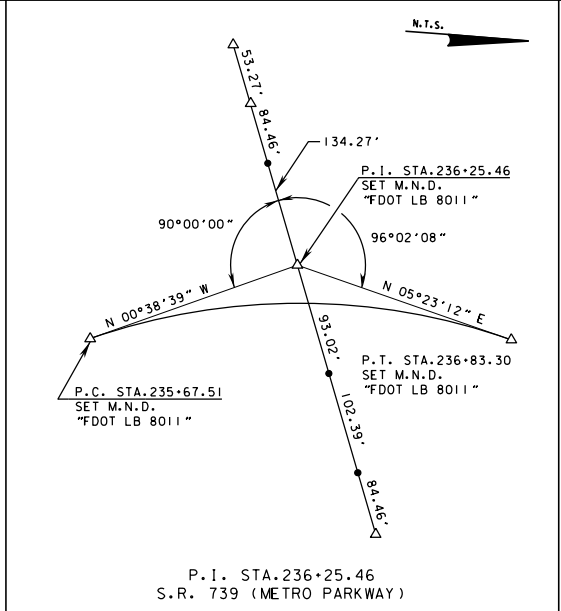 N.T.S.
53.27'
84.46'
134.27'
P.I. STA.236+25.46
SET M.N.D.
"FDOT LB 8011"
90°00'00"
96°02'08"
N 00°38'39" W
N 05°23'12" E
93.02'
P.T. STA.236+83.30
SET M.N.D.
"FDOT LB 8011"
P.C. STA.235+67.51
SET M.N.D.
"FDOT LB 8011"
102.39'
84.46'
P.I. STA.236+25.46
S.R. 739 (METRO PARKWAY)